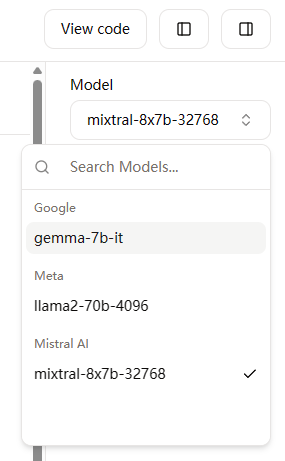 View code
Model
mixtral-8x7b-32768
Search Models...
Google
gemma-7b-it
Meta
llama2-70b-4096
Mistral AI
mixtral-8x7b-32768